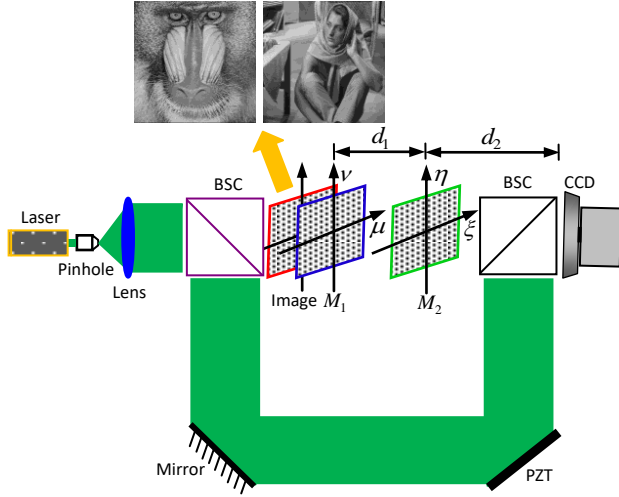 d₁
d₂
BSC
ν
η
BSC
CCD
Laser
μ
ξ
Pinhole
Lens
Image
M₁
M₂
Mirror
PZT